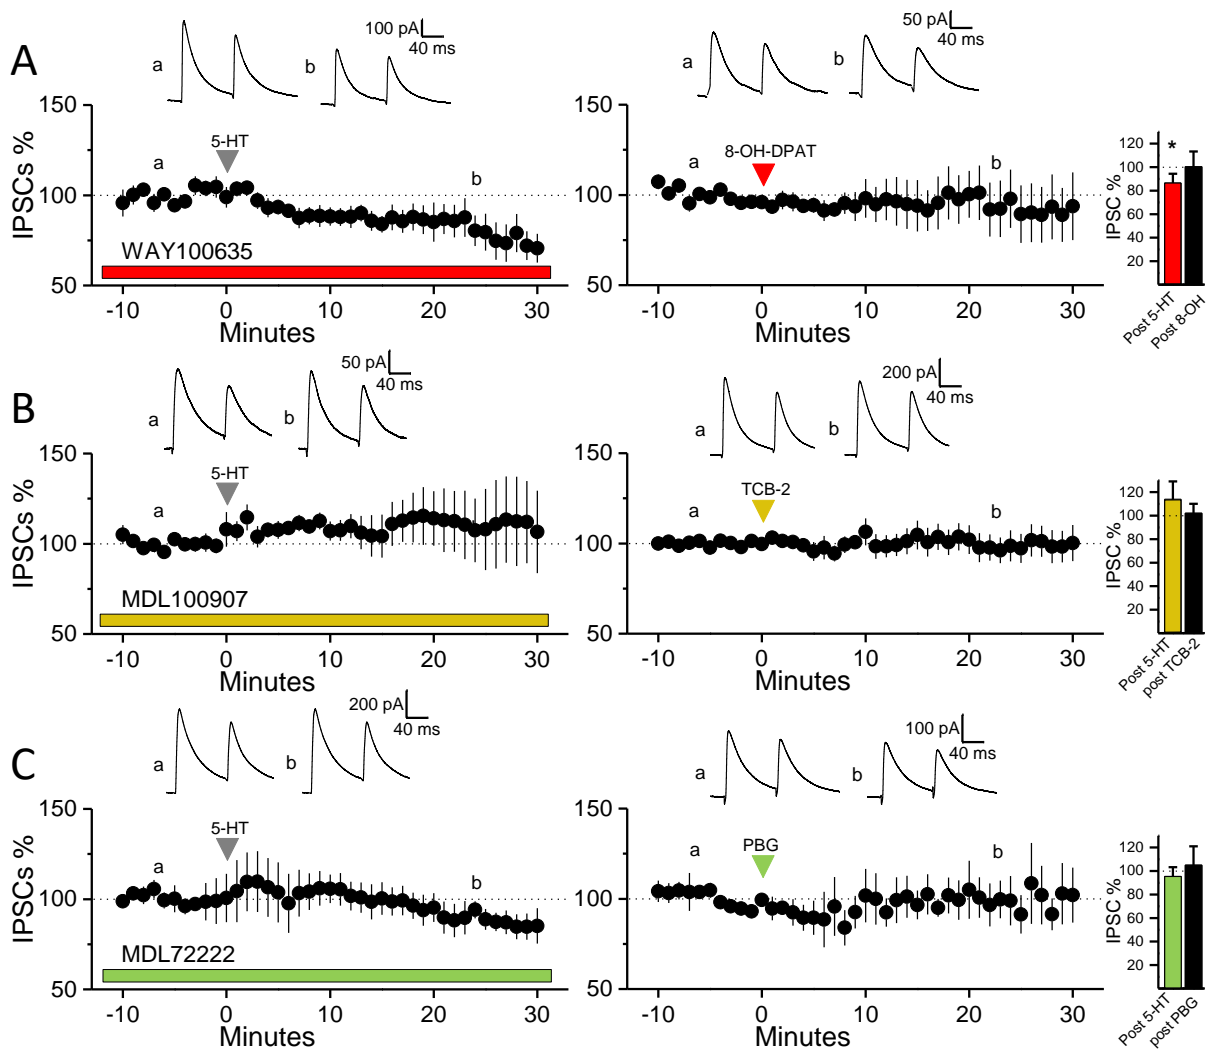 A
100 pA
40 ms
a
b
150
100
50
IPSCs %
5-HT
a
b
WAY100635
-10 0 10 20 30
Minutes
50 pA
40 ms
a
b
150
100
50
8-OH-DPAT
a
b
-10 0 10 20 30
Minutes
IPSC %
120
100
80
60
40
20
*
Post 5-HT
Post 8-OH
B
50 pA
40 ms
a
b
150
100
50
IPSCs %
5-HT
a
MDL100907
-10 0 10 20 30
Minutes
200 pA
40 ms
a
b
150
100
50
TCB-2
a
b
-10 0 10 20 30
Minutes
IPSC %
120
100
80
60
40
20
Post 5-HT
post TCB-2
C
200 pA
40 ms
a
b
150
100
50
IPSCs %
5-HT
a
b
MDL72222
-10 0 10 20 30
Minutes
100 pA
40 ms
a
b
150
100
50
PBG
a
b
-10 0 10 20 30
Minutes
IPSC %
120
100
80
60
40
20
Post 5-HT
post PBG